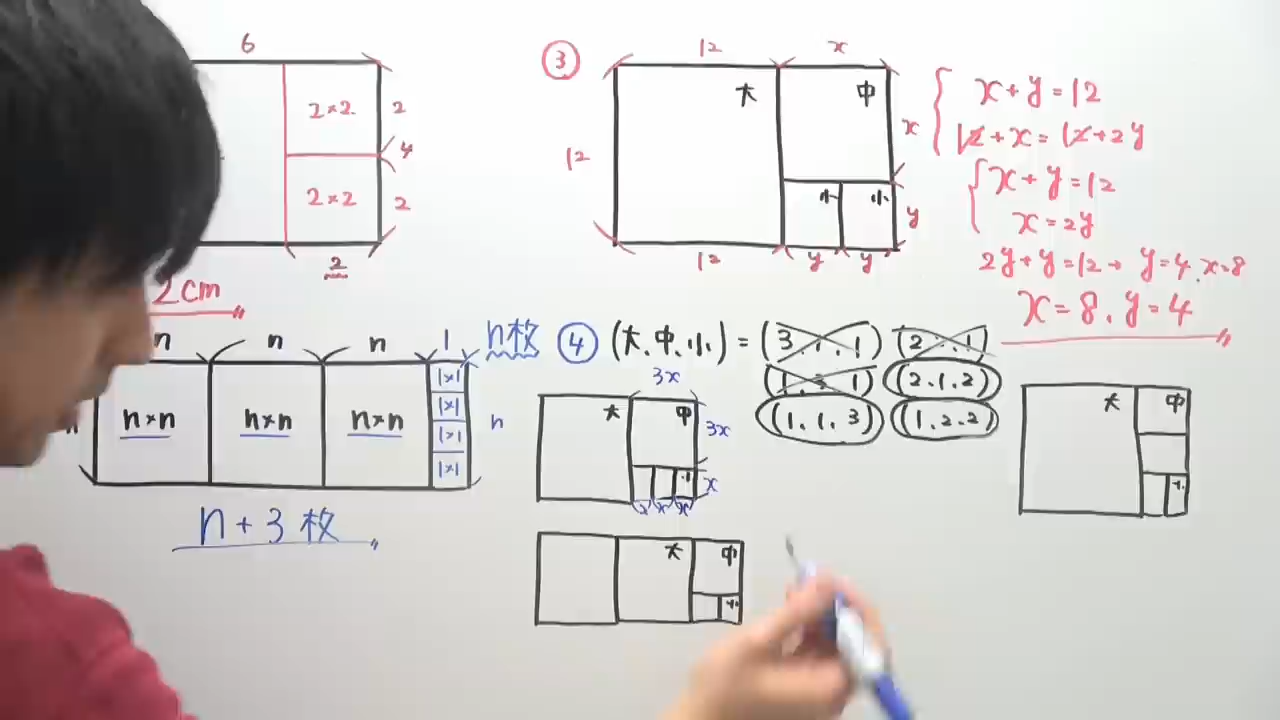 6
2×2
2
4
2×2
2
2
2cm
③
12
x
大
中
12
x
小
小
y
12
y
y
x+y=12
12+x=12+2y
x+y=12
x=2y
2y+y=12→ y=4, x=8
x=8, y=4
n
n
n
1
n枚
n×n
n×n
n×n
1×1
1×1
1×1
1×1
n
n+3枚
④ (大、中、小) = (3,1,1)
(2,2,1)
(1,3,1)
(2,1,2)
(1,1,3)
(1,2,2)
3x
大
中
3x
小
x
x
x
x
大
中
小
大
中
小